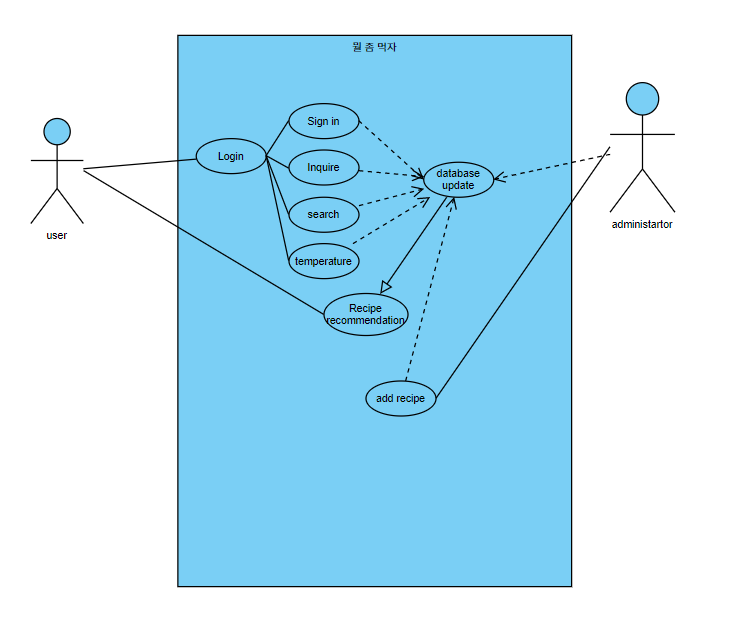 뭘 좀 먹자
Sign in
Login
Inquire
database
update
search
temperature
Recipe
recommendation
add recipe
user
administartor